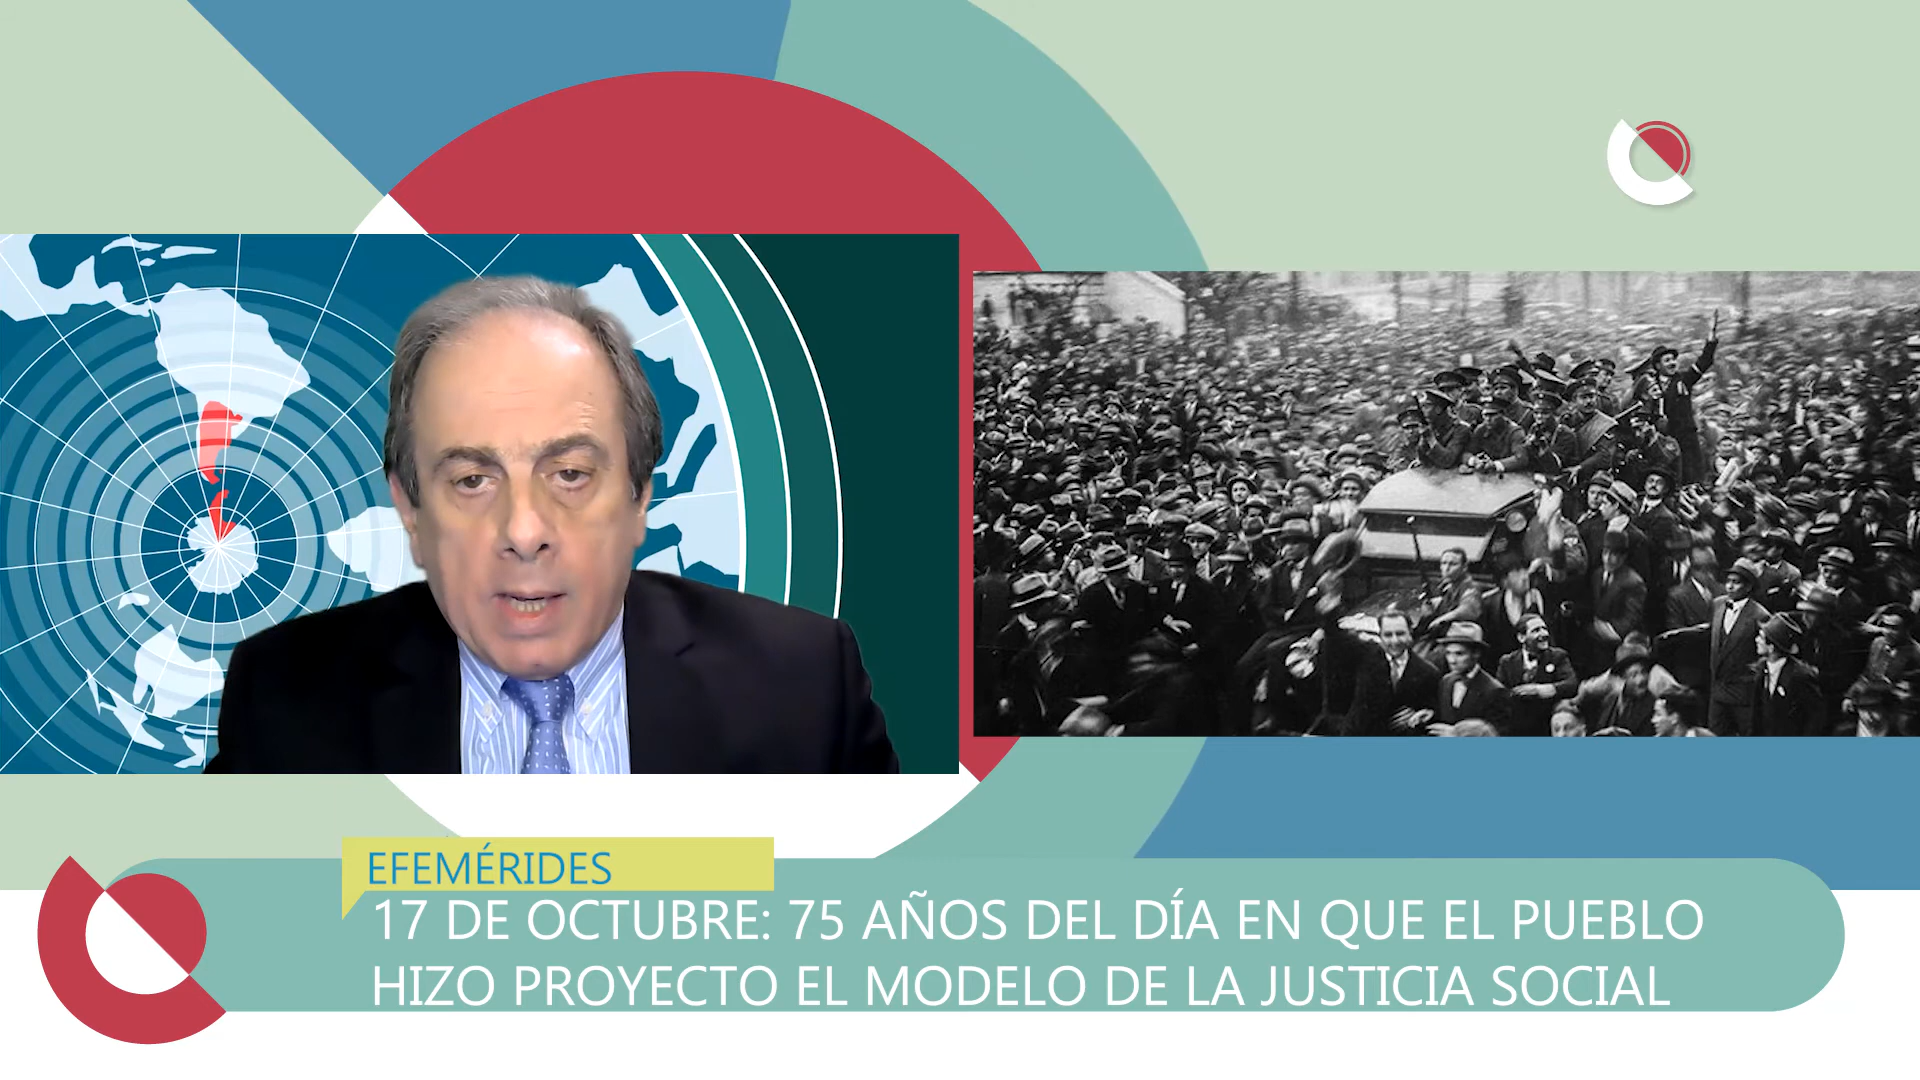 EFEMÉRIDES
17 DE OCTUBRE: 75 AÑOS DEL DÍA EN QUE EL PUEBLO
HIZO PROYECTO EL MODELO DE LA JUSTICIA SOCIAL